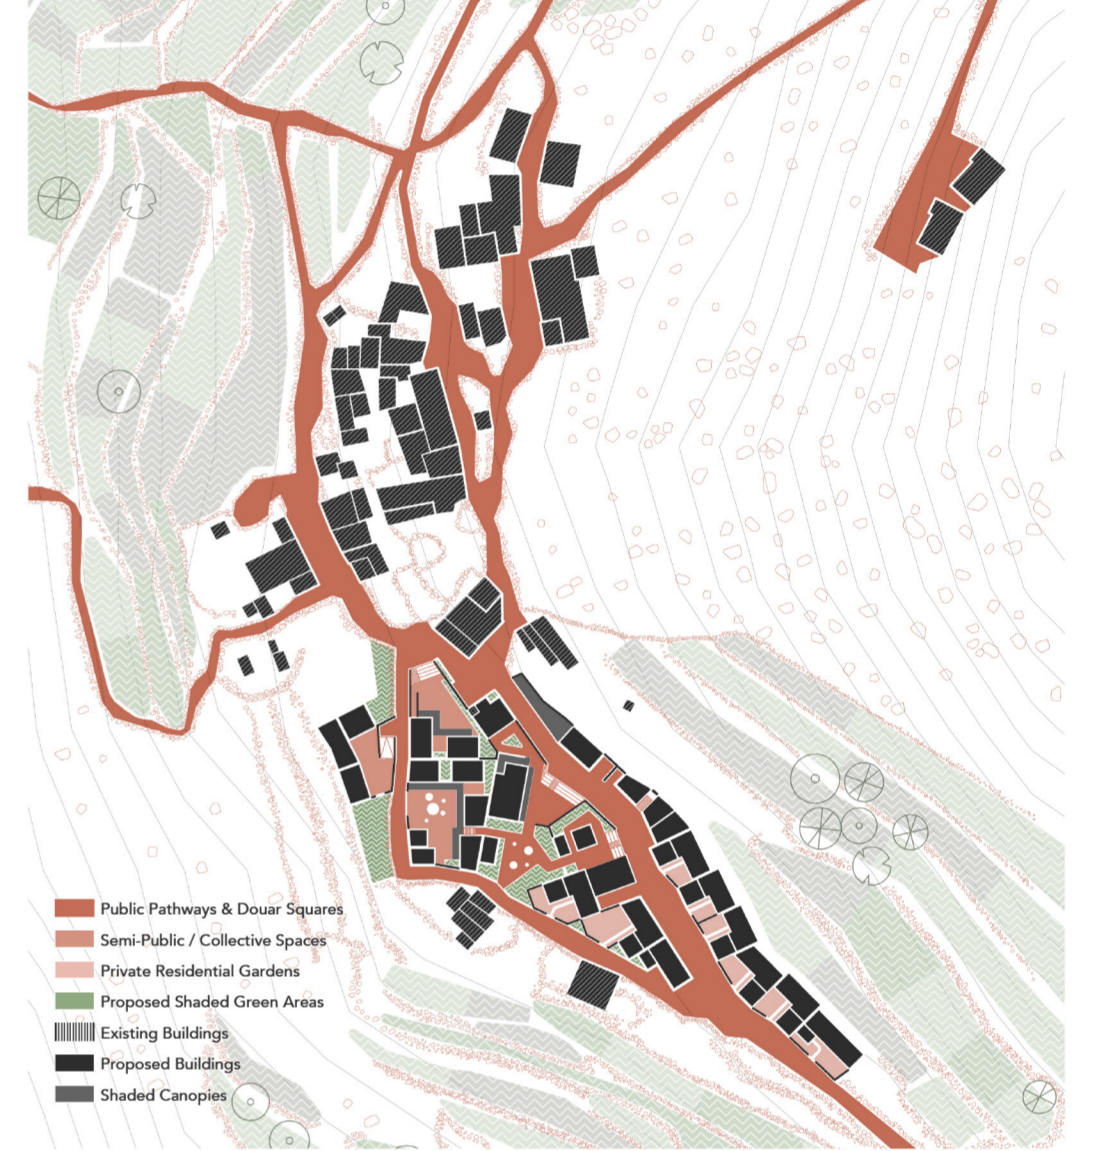 Public Pathways & Douar Squares
Semi-Public / Collective Spaces
Private Residential Gardens
Proposed Shaded Green Areas
Existing Buildings
Proposed Buildings
Shaded Canopies